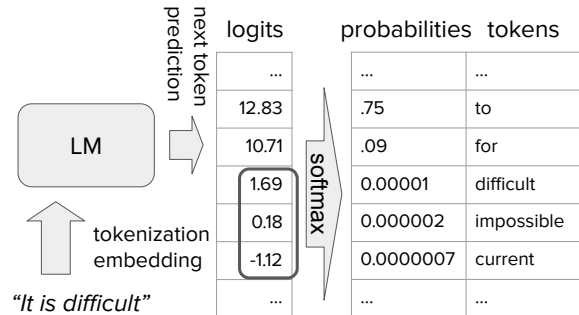 next token
prediction
logits
probabilities tokens
... ... ...
12.83 .75 to
10.71 .09 for
1.69 0.00001 difficult
0.18 0.000002 impossible
-1.12 0.0000007 current
... ... ...
LM
softmax
tokenization
embedding
"It is difficult"